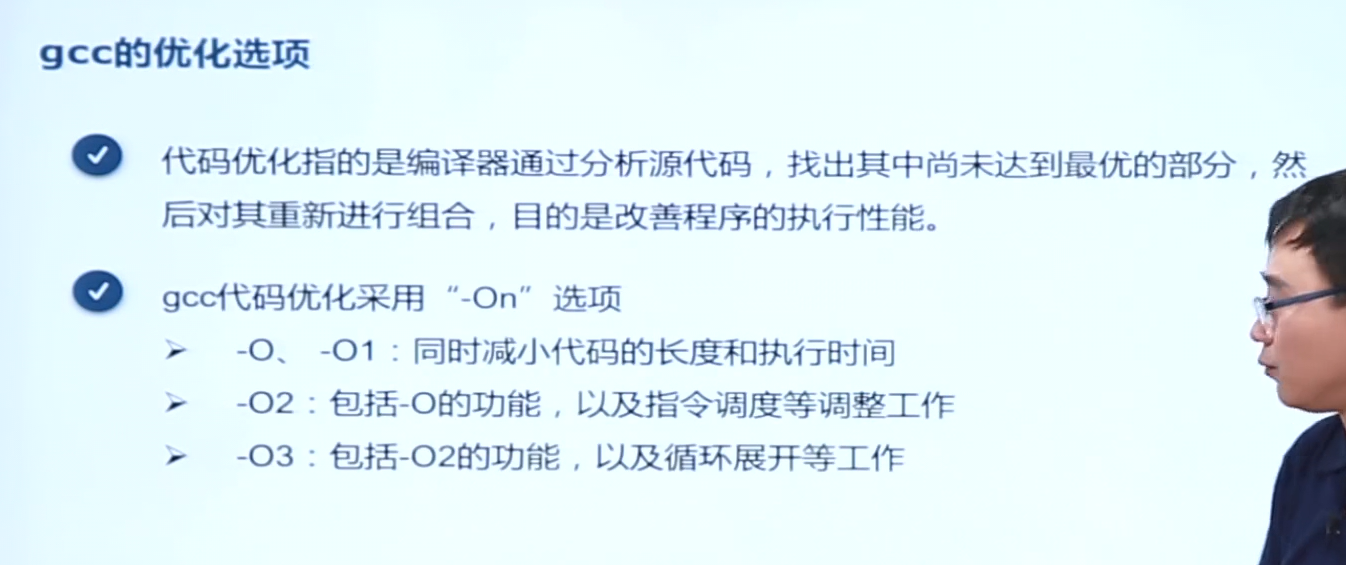 gcc的优化选项
代码优化指的是编译器通过分析源代码，找出其中尚未达到最优的部分，然
后对其重新进行组合，目的是改善程序的执行性能。
gcc代码优化采用“-On”选项
-O、 -O1：同时减小代码的长度和执行时间
-O2：包括-O的功能，以及指令调度等调整工作
-O3：包括-O2的功能，以及循环展开等工作